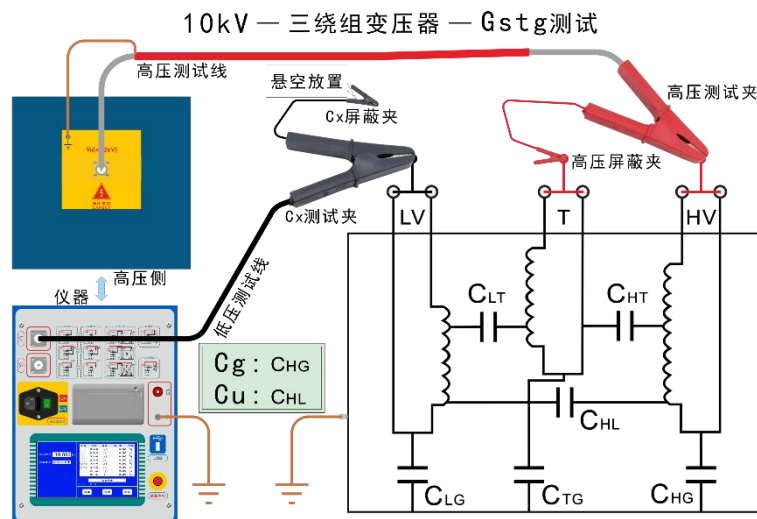 10kV — 三绕组变压器 — Gstg测试
高压测试线
悬空放置
Cx屏蔽夹
高压测试夹
高压屏蔽夹
Cx测试夹
LV
T
HV
高压侧
仪器
低压测试线
CLT
CHT
Cg: CHG
Cu: CHL
CHL
CLG
CTG
CHG